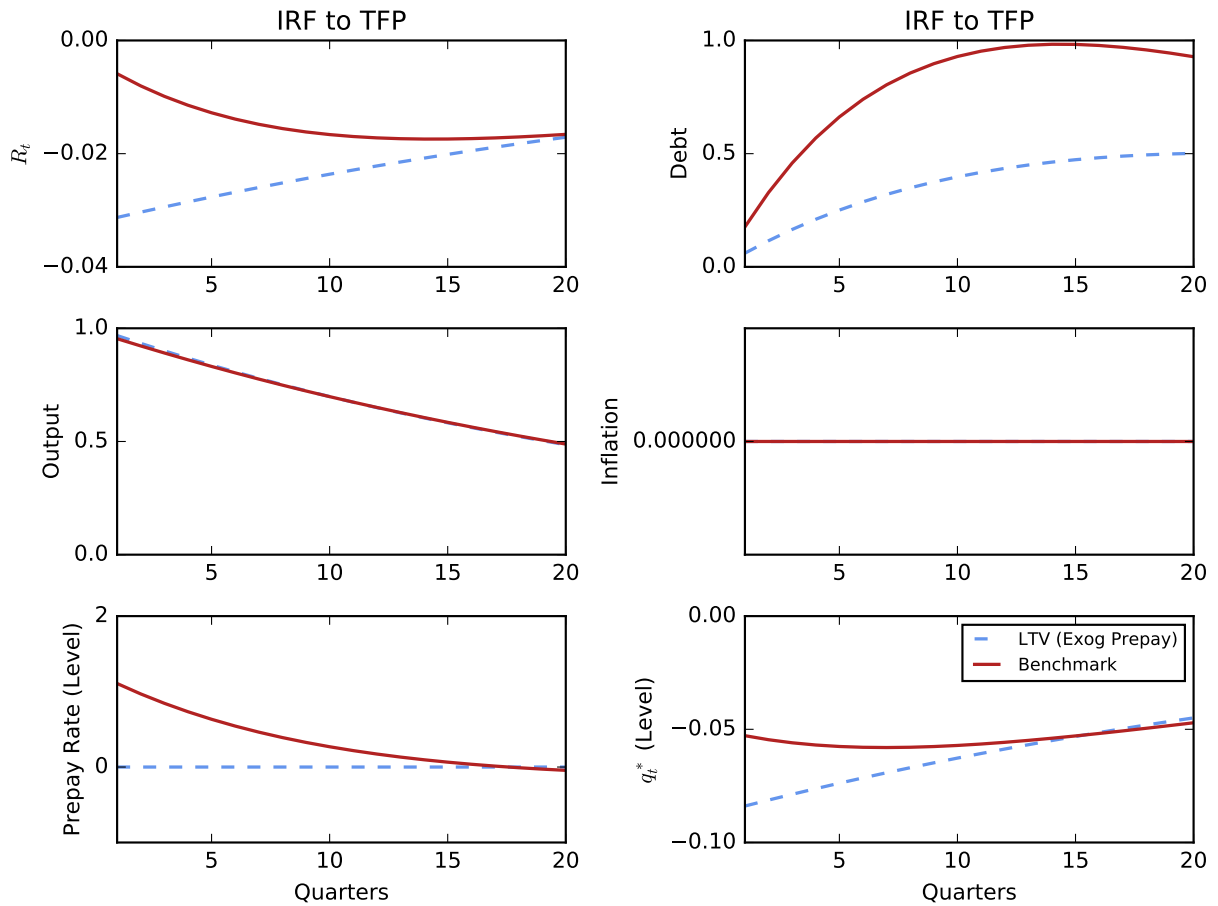 IRF to TFP
0.00
−0.02
−0.04
R_t
5 10 15 20
IRF to TFP
1.0
0.5
0.0
Debt
5 10 15 20
1.0
0.5
0.0
Output
5 10 15 20
0.000000
Inflation
5 10 15 20
2
1
0
Prepay Rate (Level)
5 10 15 20
Quarters
0.00
−0.05
−0.10
q_t^* (Level)
LTV (Exog Prepay)
Benchmark
5 10 15 20
Quarters